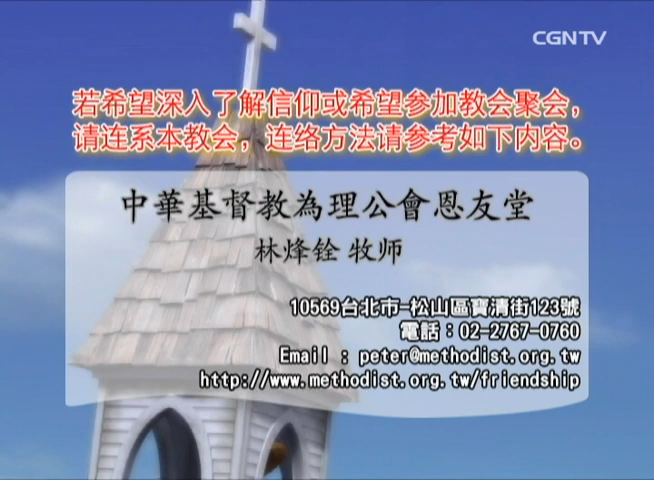 CGNTV
若希望深入了解信仰或希望参加教会聚会，
请连系本教会，连络方法请参考如下内容。
中華基督教為理公會恩友堂
林烽铨 牧师
10569台北市-松山區寶清街123號
電話：02-2767-0760
Email : peter@methodist.org.tw
http://www.methodist.org.tw/friendship